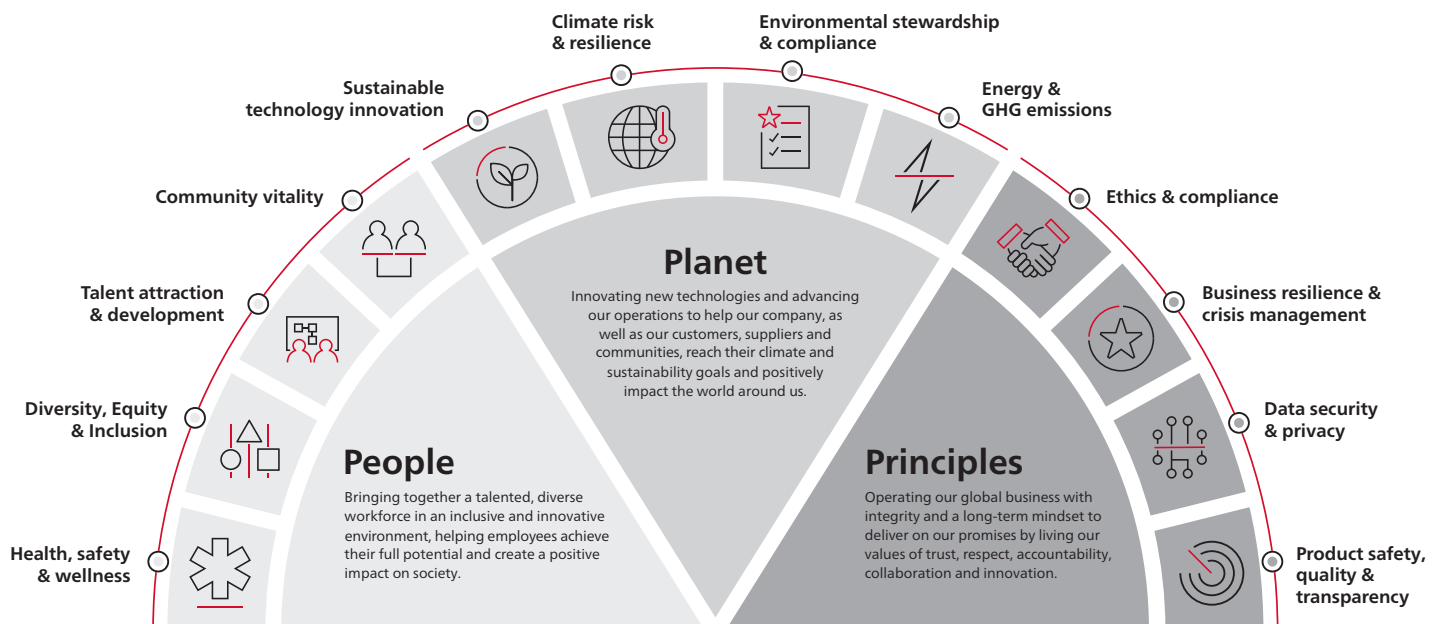 Climate risk
& resilience
Environmental stewardship
& compliance
Sustainable
technology innovation
Energy &
GHG emissions
Community vitality
Ethics & compliance
Talent attraction
& development
Business resilience &
crisis management
Diversity, Equity
& Inclusion
Data security
& privacy
Health, safety
& wellness
Product safety,
quality &
transparency
Planet
Innovating new technologies and advancing
our operations to help our company, as
well as our customers, suppliers and
communities, reach their climate and
sustainability goals and positively
impact the world around us.
People
Bringing together a talented, diverse
workforce in an inclusive and innovative
environment, helping employees achieve
their full potential and create a positive
impact on society.
Principles
Operating our global business with
integrity and a long-term mindset to
deliver on our promises by living our
values of trust, respect, accountability,
collaboration and innovation.